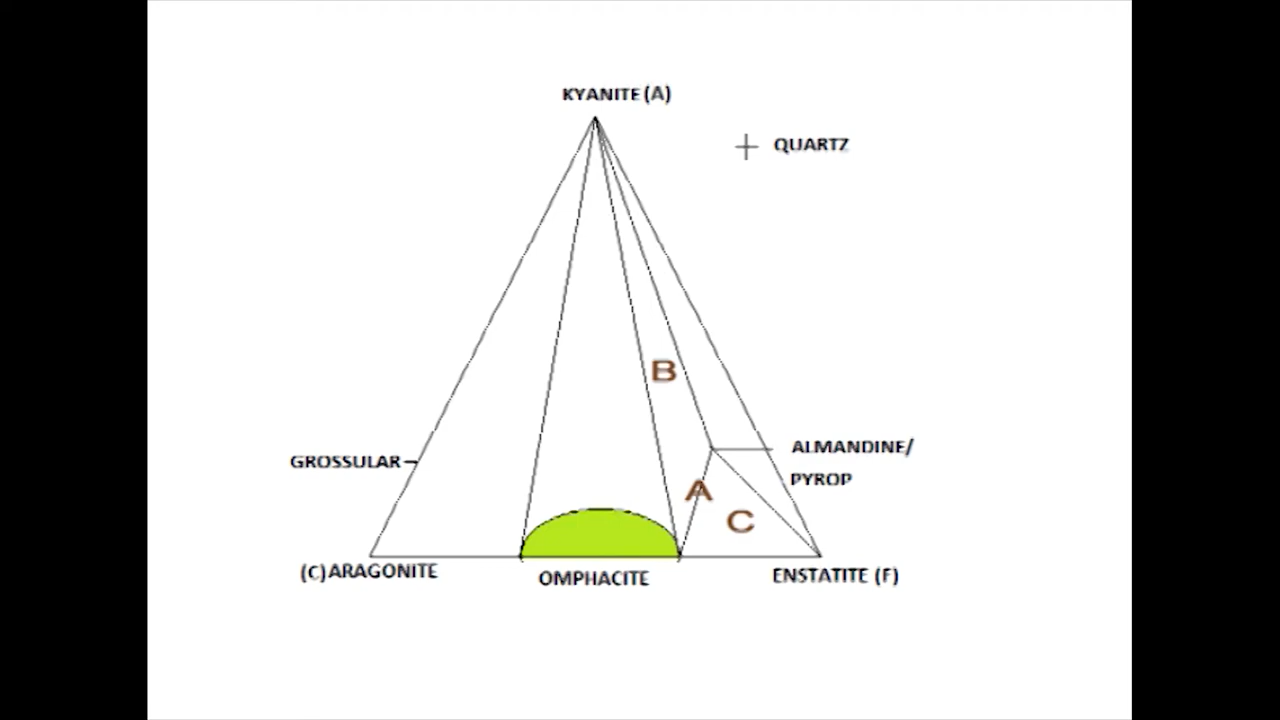 KYANITE (A)
QUARTZ
B
GROSSULAR
ALMANDINE/
PYROP
A
C
(C) ARAGONITE
OMPHACITE
ENSTATITE (F)